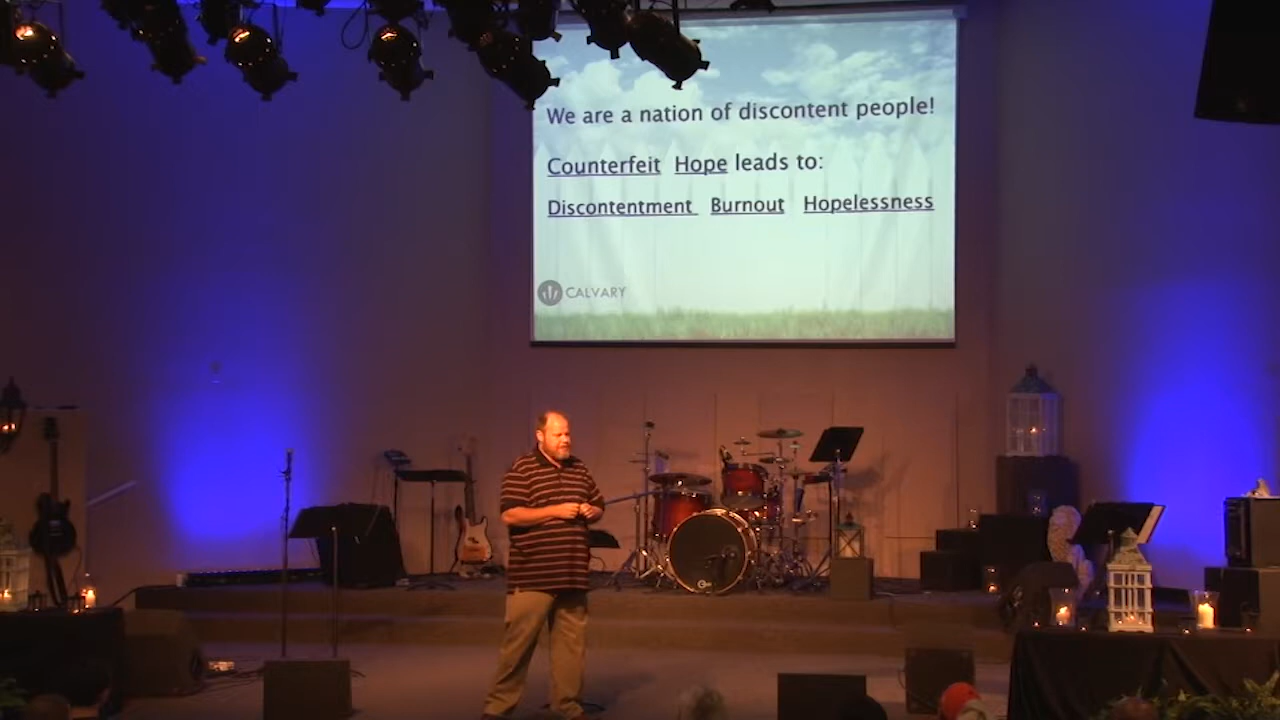 We are a nation of discontent people!
Counterfeit Hope leads to:
Discontentment Burnout Hopelessness
CALVARY